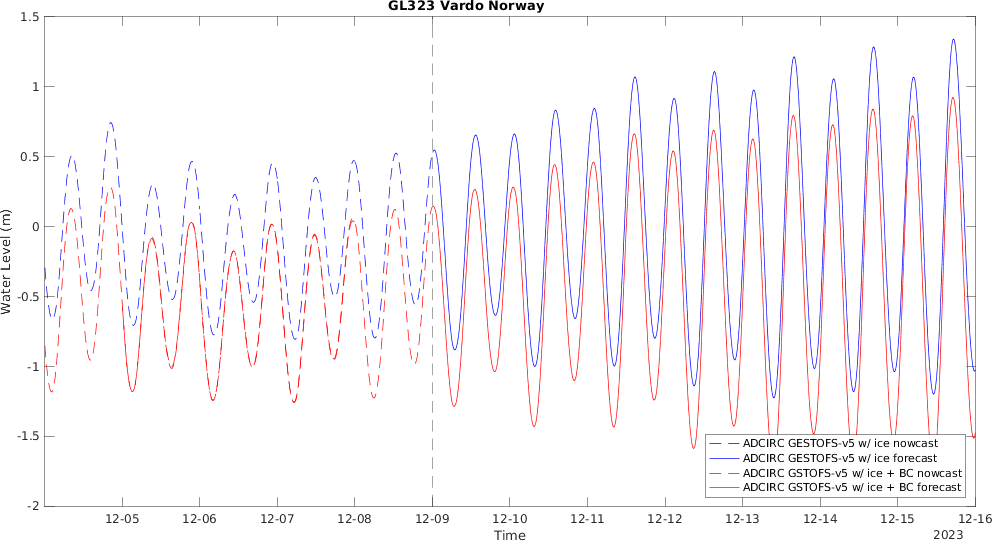 GL323 Vardo Norway
1.5
1
0.5
0
-0.5
-1
-1.5
-2
Water Level (m)
ADCIRC GESTOFS-v5 w/ ice nowcast
ADCIRC GESTOFS-v5 w/ ice forecast
ADCIRC GSTOFS-v5 w/ ice + BC nowcast
ADCIRC GSTOFS-v5 w/ ice + BC forecast
12-05 12-06 12-07 12-08 12-09 12-10 12-11 12-12 12-13 12-14 12-15 12-16
Time
2023